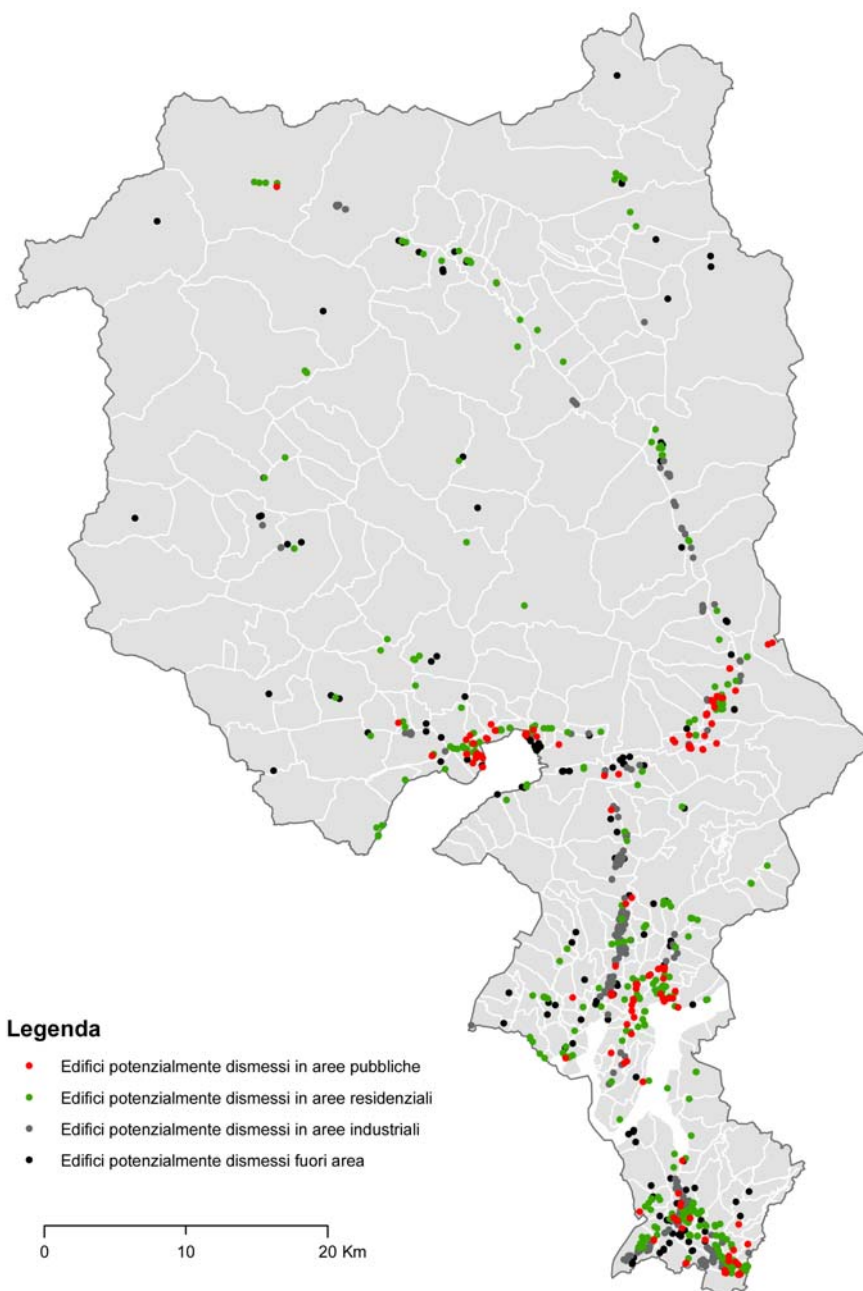 Legenda
Edifici potenzialmente dismessi in aree pubbliche
Edifici potenzialmente dismessi in aree residenziali
Edifici potenzialmente dismessi in aree industriali
Edifici potenzialmente dismessi fuori area
0 10 20 Km